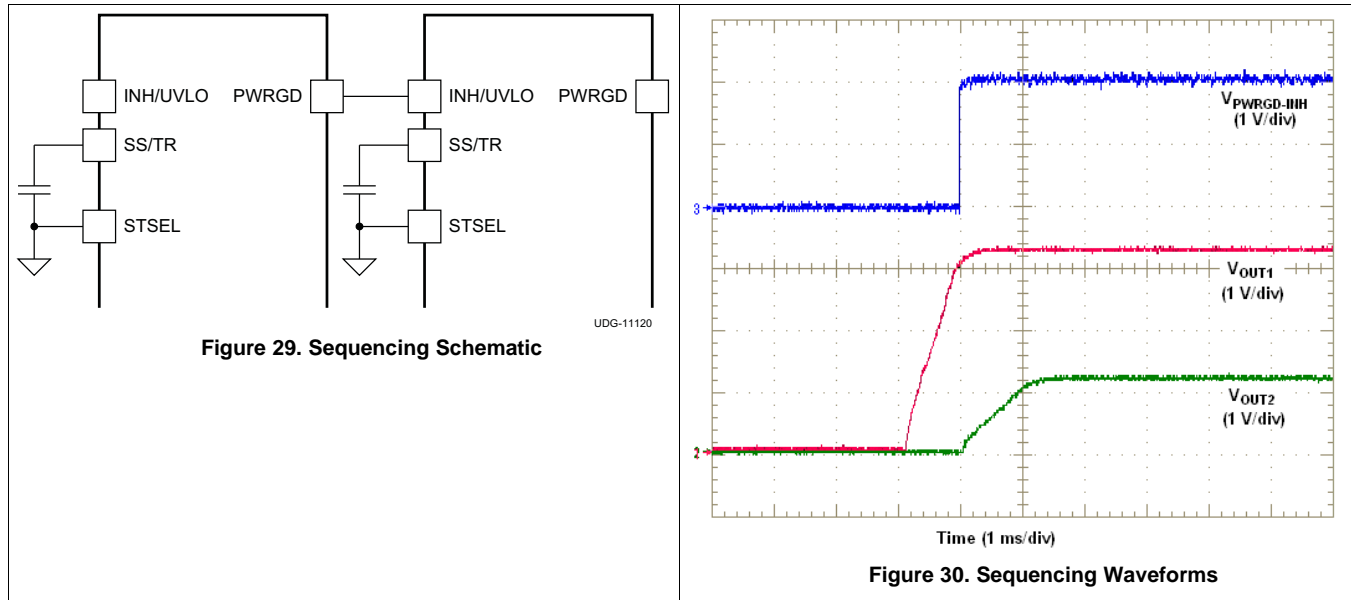 INH/UVLO PWRGD INH/UVLO PWRGD
SS/TR SS/TR
STSEL STSEL
UDG-11120
Figure 29. Sequencing Schematic
VPWRGD-INH
(1 V/div)
3
VOUT1
(1 V/div)
VOUT2
(1 V/div)
Time (1 ms/div)
Figure 30. Sequencing Waveforms